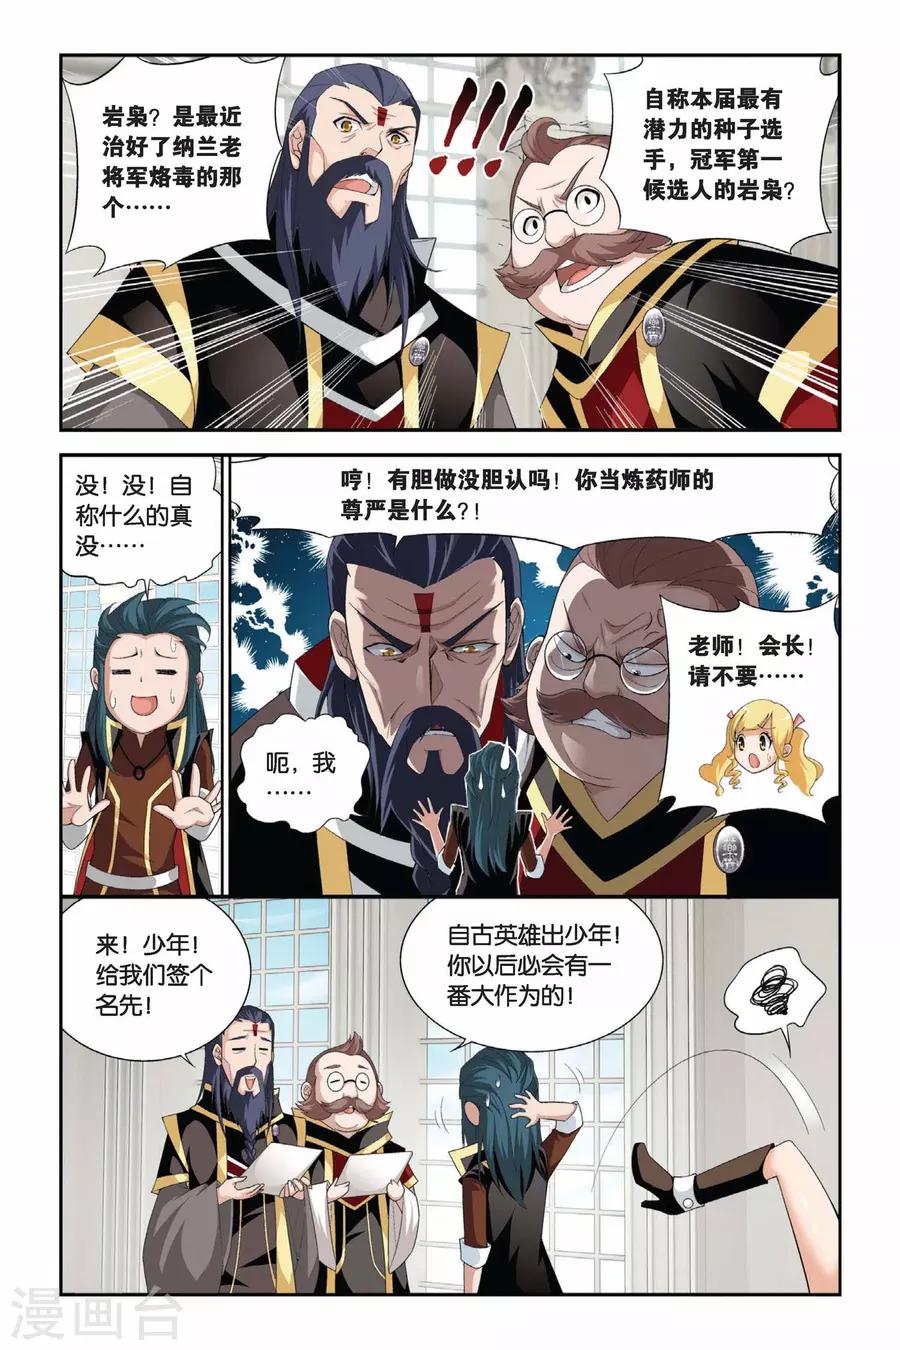 岩枭？是最近
治好了纳兰老
将军烙毒的那
个……
!!!
自称本届最有
潜力的种子选
手，冠军第一
候选人的岩枭？
没！没！自
称什么的真
没……
哼！有胆做没胆认吗！你当炼药师的
尊严是什么？！
老师！会长！
请不要……
呃，我
……
来！少年！
给我们签个
名先！
自古英雄出少年！
你以后必会有一
番大作为的！
漫画台